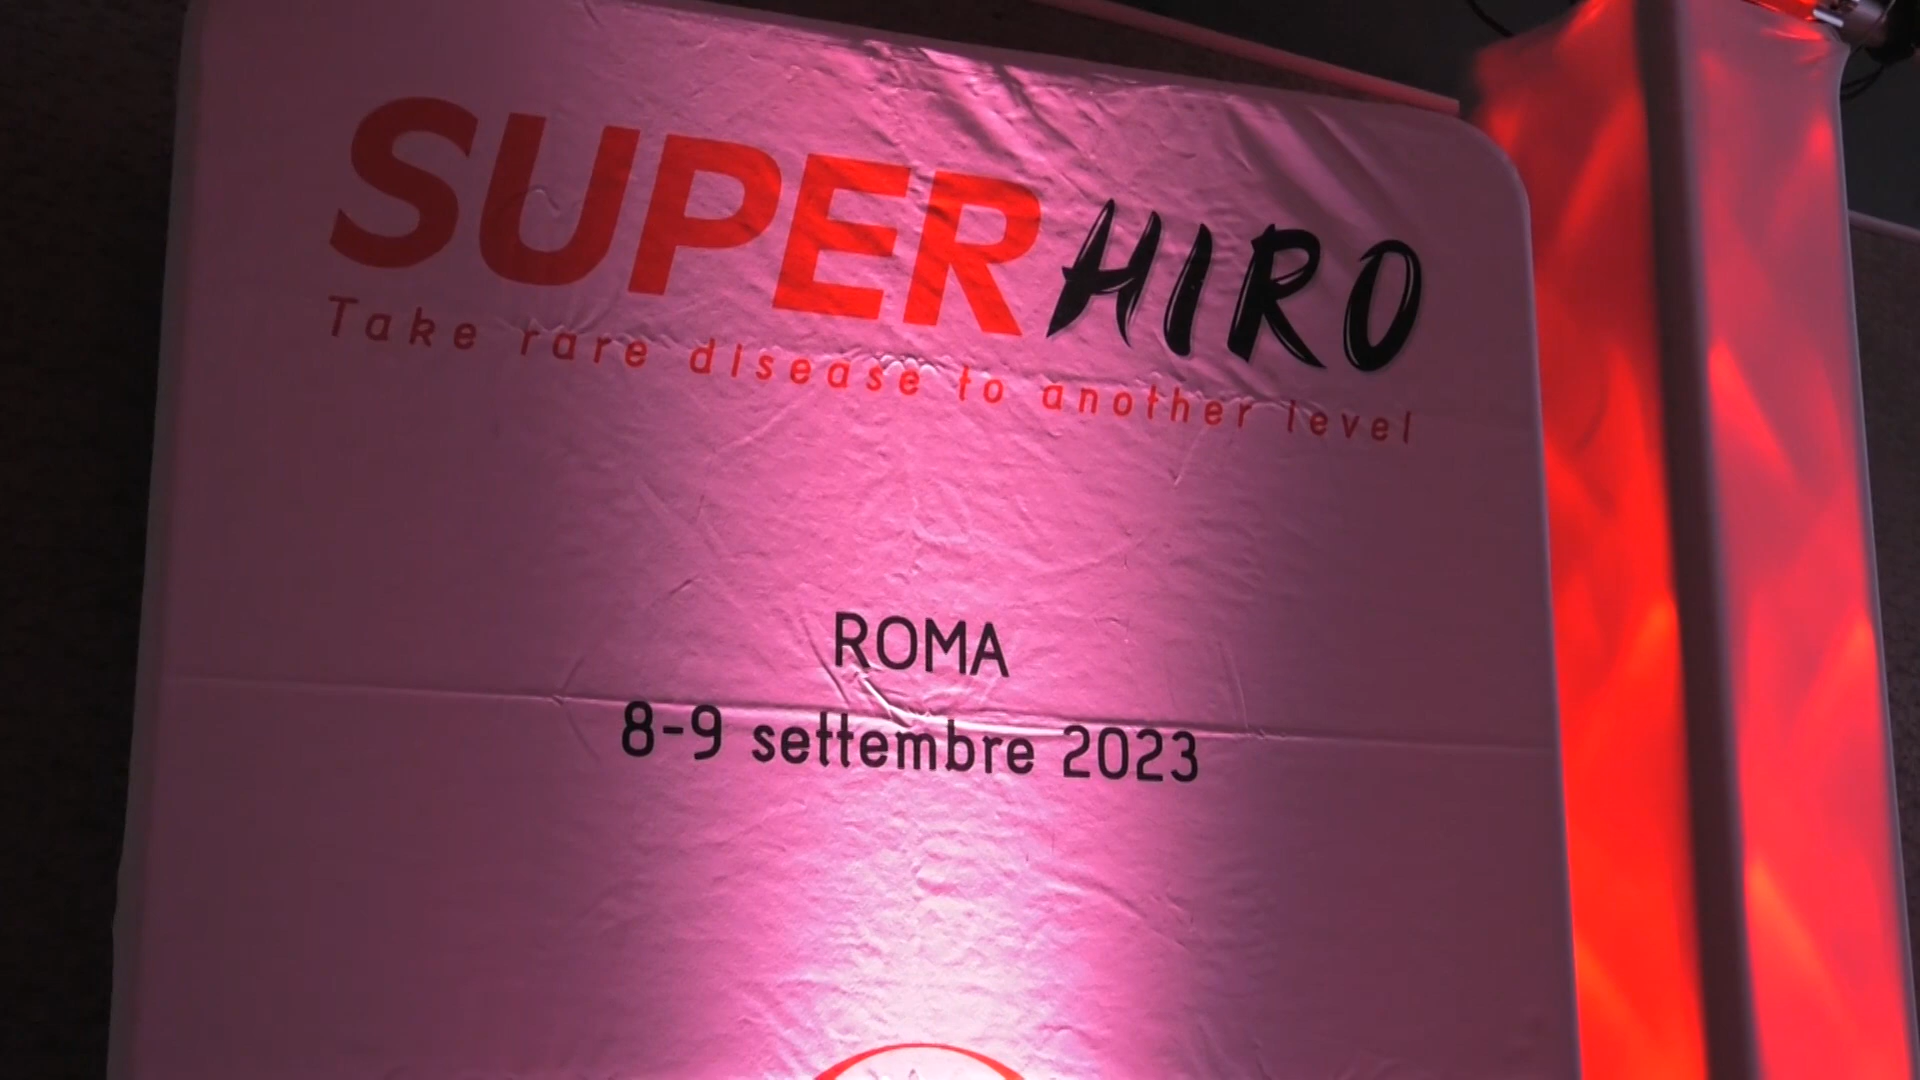 SUPERHIRO
Take rare disease to another level
ROMA
8-9 settembre 2023